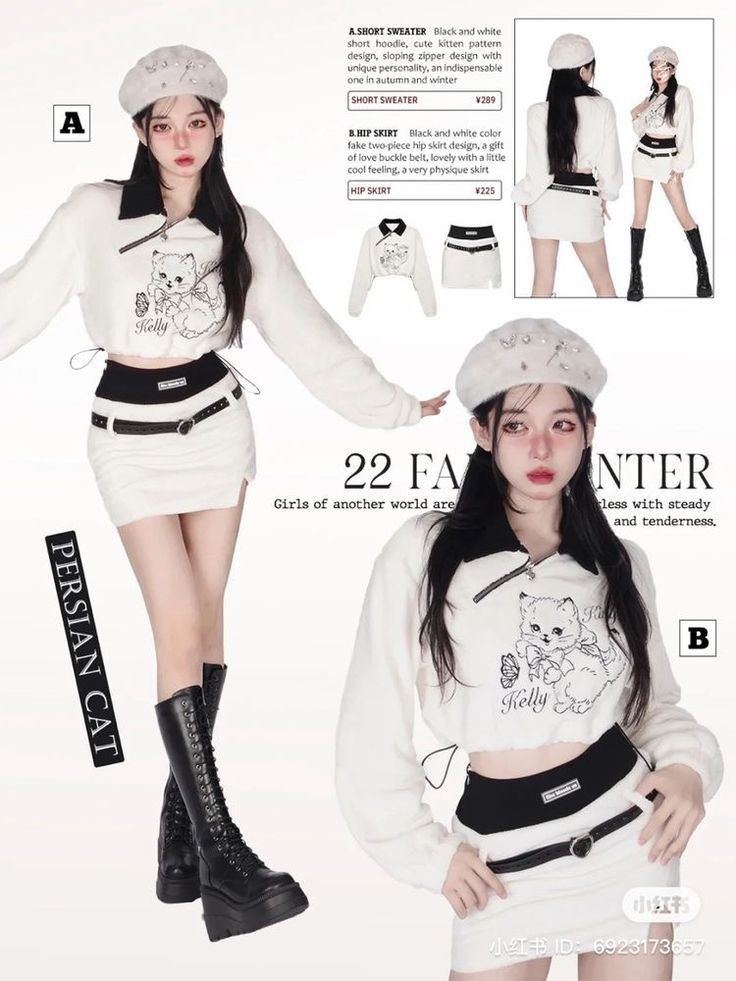 A
A.SHORT SWEATER Black and white
short hoodie, cute kitten pattern
design, sloping zipper design with
unique personality, an indispensable
one in autumn and winter
SHORT SWEATER ¥289
B.HIP SKIRT Black and white color
fake two-piece hip skirt design, a gift
of love buckle belt, lovely with a little
cool feeling, a very physique skirt
HIP SKIRT ¥225
Kelly
22 FA NTER
Girls of another world are less with steady
and tenderness.
PERSIAN CAT
B
Kelly
小红书
小红书 ID: 6923173657